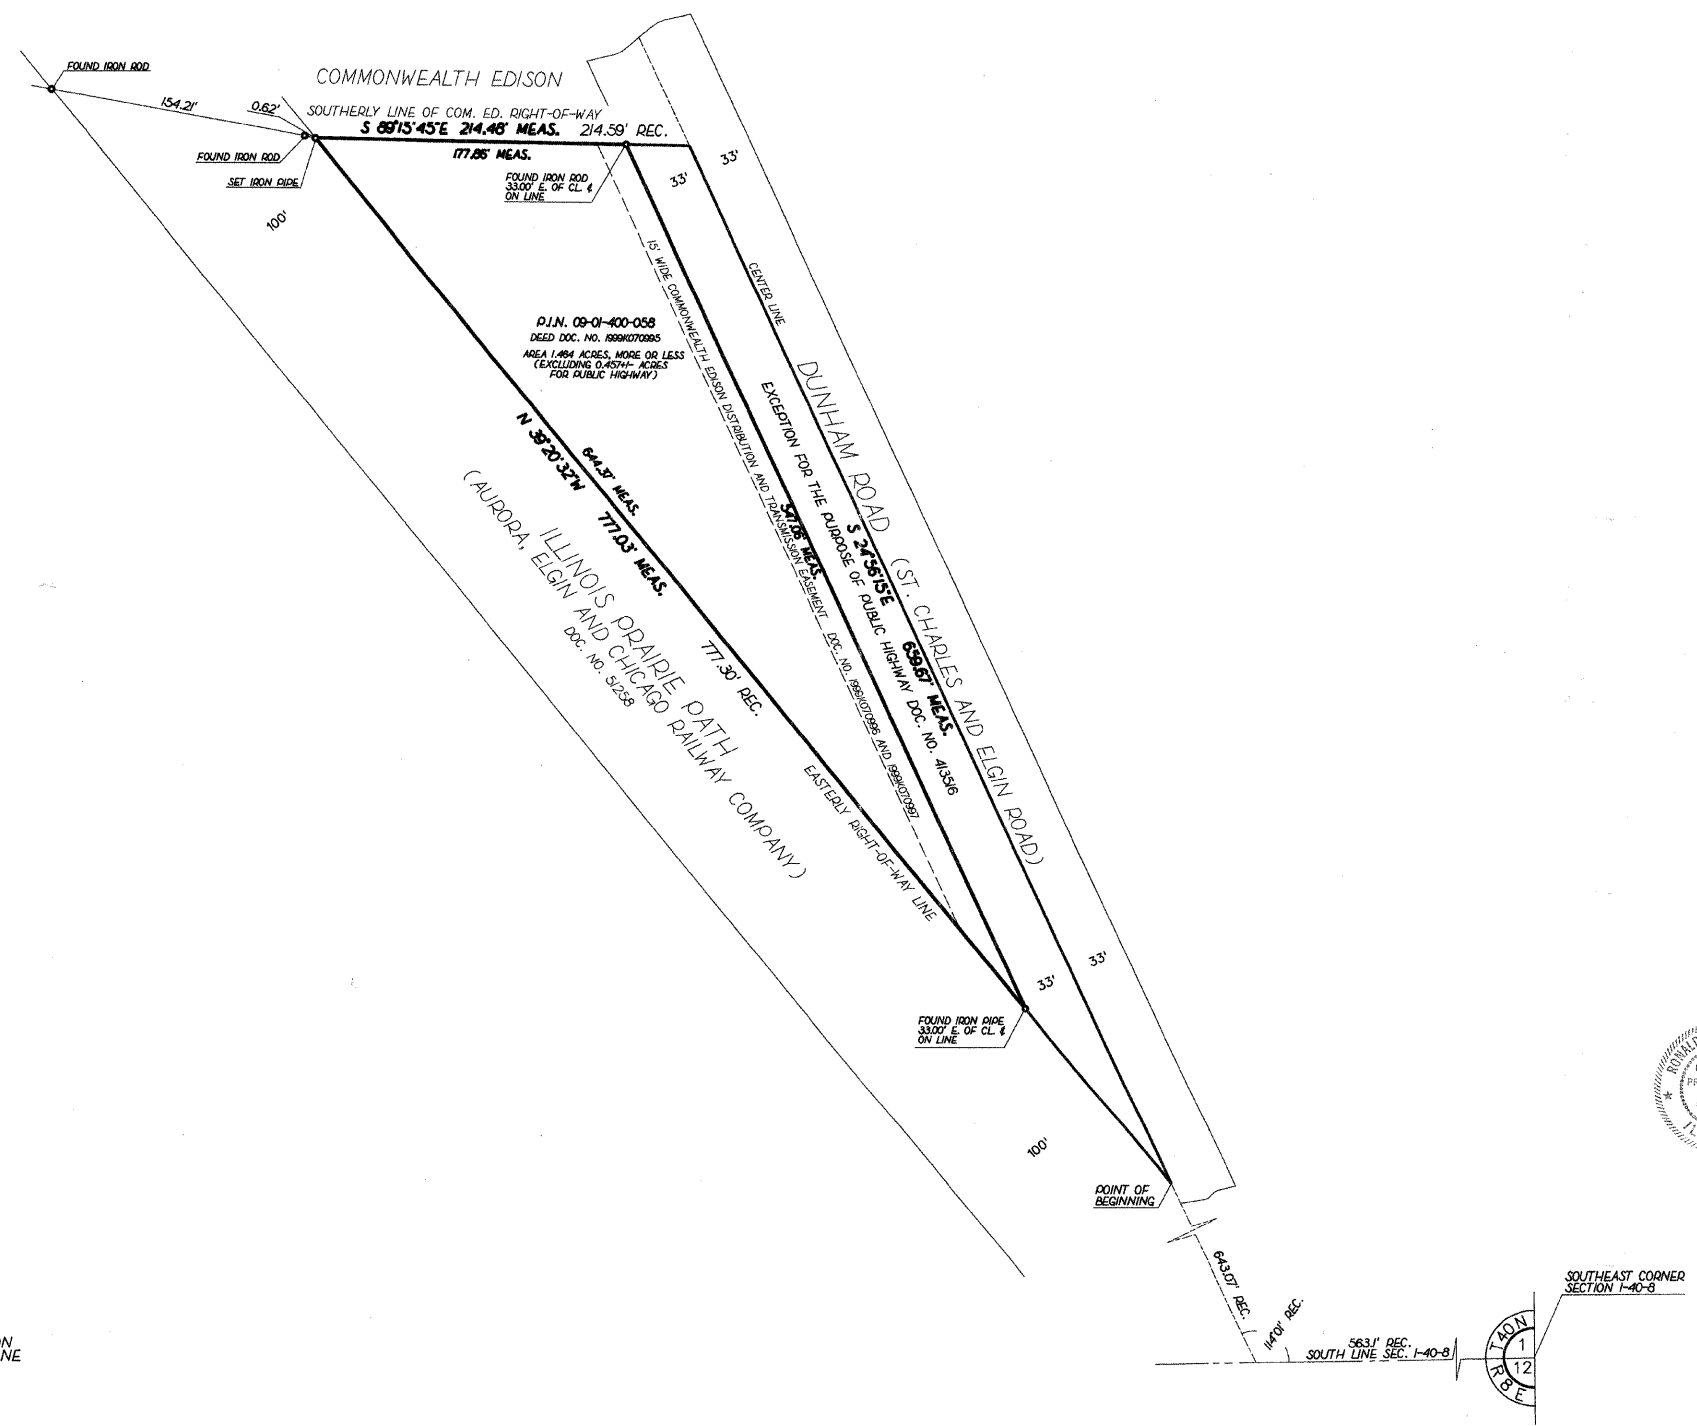 FOUND IRON ROD
COMMONWEALTH EDISON
154.21'
0.62'
SOUTHERLY LINE OF COM. ED. RIGHT-OF-WAY
S 89°15'45"E 214.48' MEAS. 214.59' REC.
177.86' MEAS.
FOUND IRON ROD
SET IRON PIPE
FOUND IRON ROD
33.00' E. OF CL. &
ON LINE
33'
33'
100'
15' WIDE COMMONWEALTH EDISON DISTRIBUTION AND TRANSMISSION EASEMENT DOC. NO. 1999K070996 AND 1999K070997
CENTER LINE
P.I.N. 09-01-400-058
DEED DOC. NO. 1999K070995
AREA 1.464 ACRES, MORE OR LESS
(EXCLUDING 0.457+/- ACRES
FOR PUBLIC HIGHWAY)
DUNHAM ROAD (ST. CHARLES AND ELGIN ROAD)
EXCEPTION FOR THE PURPOSE OF PUBLIC HIGHWAY DOC. NO. 413516
S 24°56'15"E 659.67' MEAS.
547.06' MEAS.
644.37' MEAS.
N 39°20'32"W 777.03' MEAS.
777.30' REC.
ILLINOIS PRAIRIE PATH
(AURORA, ELGIN AND CHICAGO RAILWAY COMPANY)
DOC. NO. 51258
EASTERLY RIGHT-OF-WAY LINE
33'
33'
FOUND IRON PIPE
33.00' E. OF CL. &
ON LINE
100'
POINT OF
BEGINNING
643.07' REC.
114°01' REC.
563.1' REC.
SOUTH LINE SEC. 1-40-8
SOUTHEAST CORNER
SECTION 1-40-8
T40N
1
12
R8E
RONALD